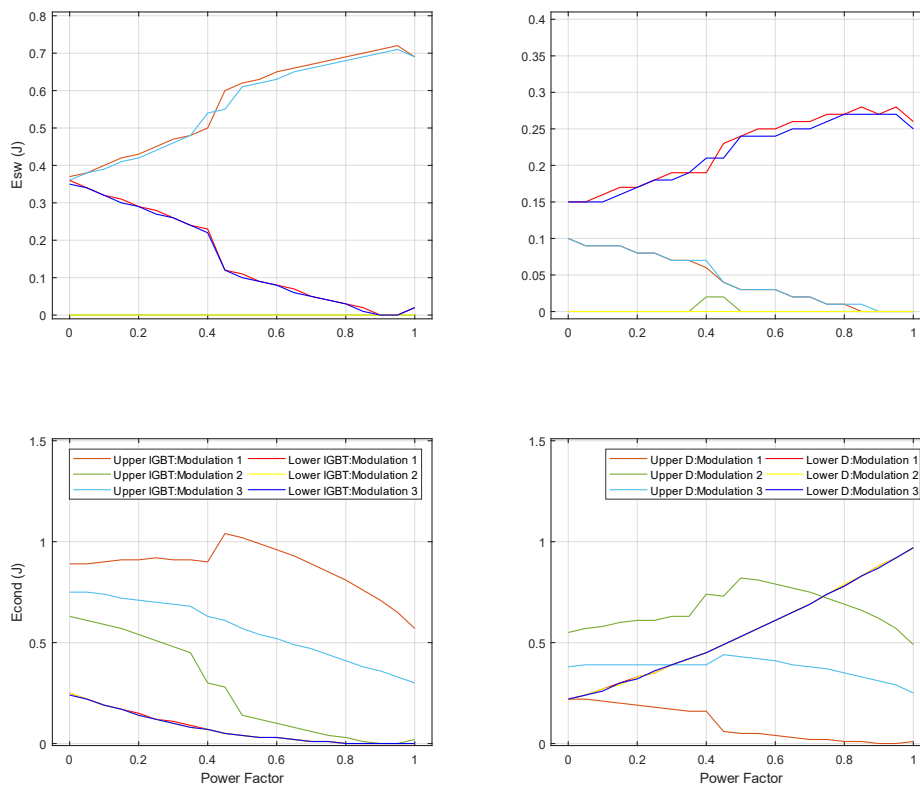 0.8
0.7
0.6
0.5
0.4
0.3
0.2
0.1
0
Esw (J)
0 0.2 0.4 0.6 0.8 1
0.4
0.35
0.3
0.25
0.2
0.15
0.1
0.05
0
0 0.2 0.4 0.6 0.8 1
1.5
1
0.5
0
Econd (J)
Upper IGBT:Modulation 1 Lower IGBT:Modulation 1
Upper IGBT:Modulation 2 Lower IGBT:Modulation 2
Upper IGBT:Modulation 3 Lower IGBT:Modulation 3
0 0.2 0.4 0.6 0.8 1
Power Factor
1.5
1
0.5
0
Upper D:Modulation 1 Lower D:Modulation 1
Upper D:Modulation 2 Lower D:Modulation 2
Upper D:Modulation 3 Lower D:Modulation 3
0 0.2 0.4 0.6 0.8 1
Power Factor